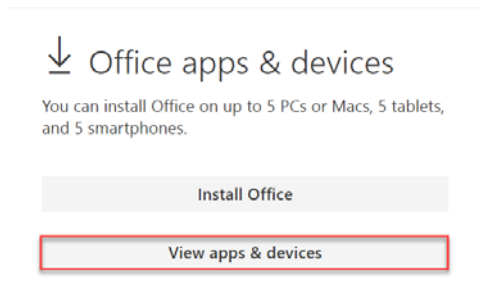 Office apps & devices
You can install Office on up to 5 PCs or Macs, 5 tablets,
and 5 smartphones.
Install Office
View apps & devices